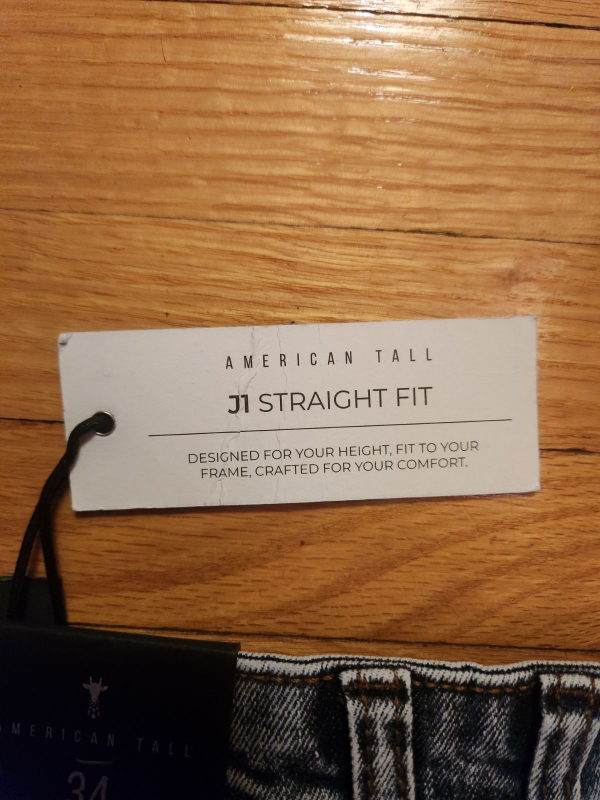 AMERICAN TALL
J1 STRAIGHT FIT
DESIGNED FOR YOUR HEIGHT, FIT TO YOUR
FRAME, CRAFTED FOR YOUR COMFORT.
AMERICAN TALL
34